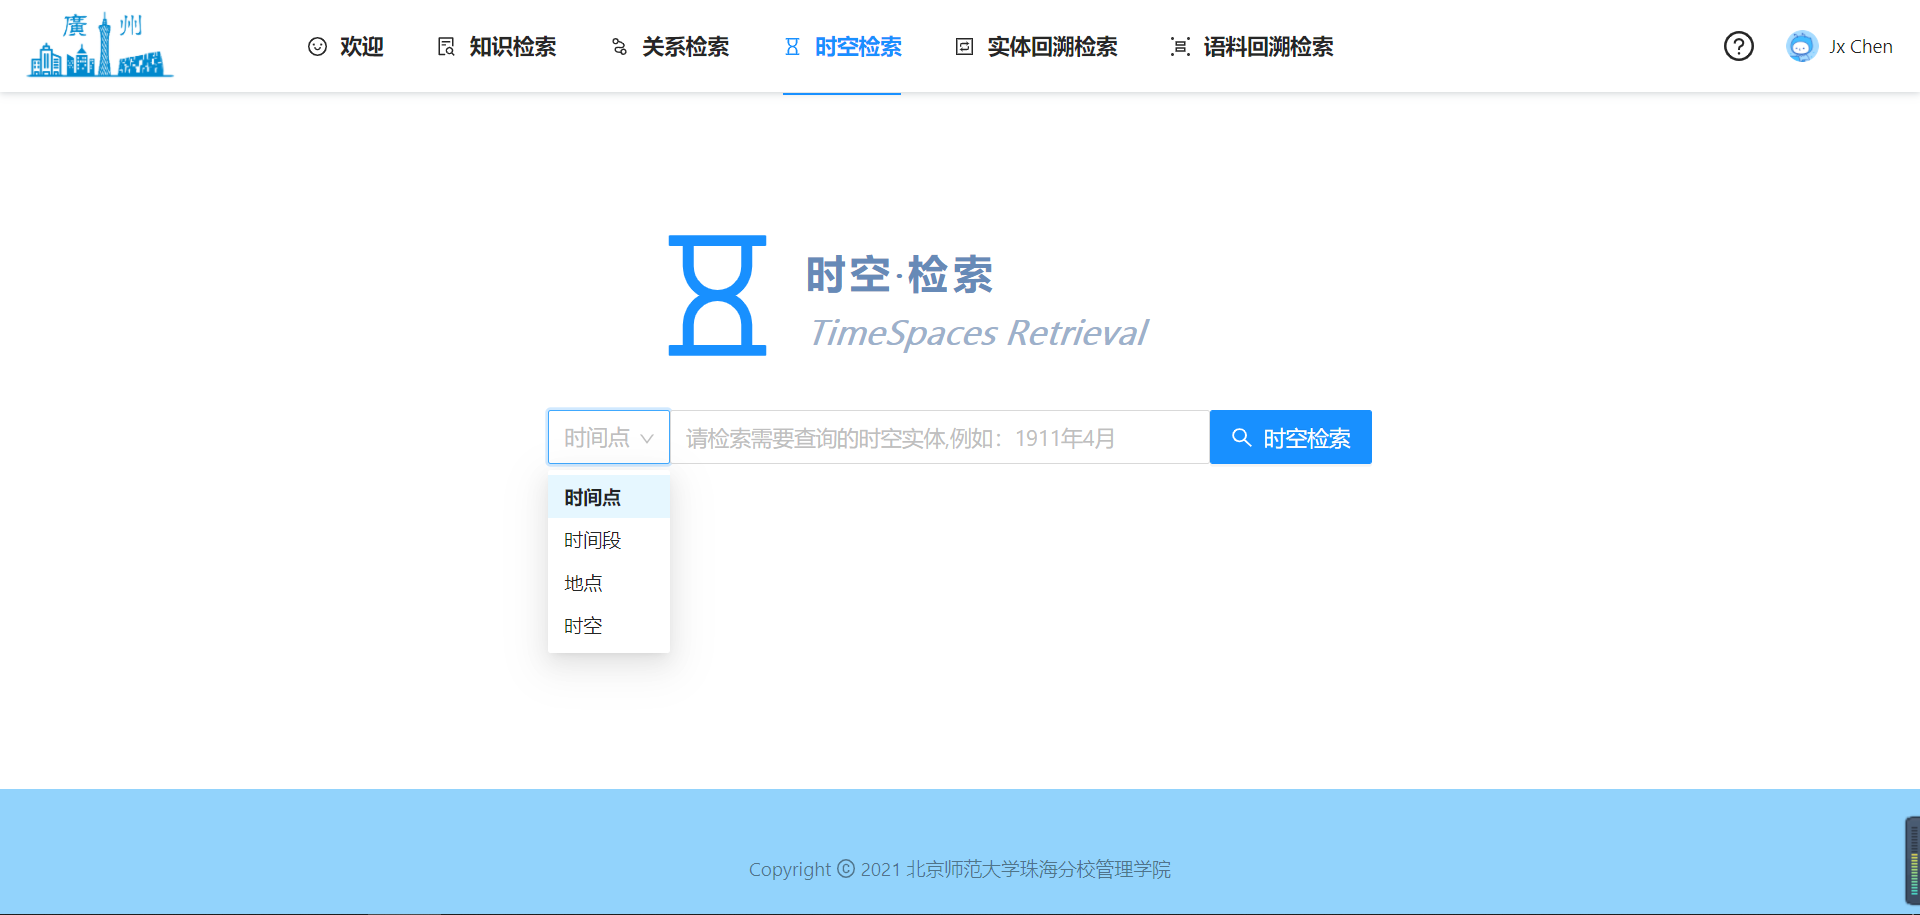 廣州
欢迎 知识检索 关系检索 时空检索 实体回溯检索 语料回溯检索 Jx Chen
时空·检索
TimeSpaces Retrieval
时间点 请检索需要查询的时空实体,例如：1911年4月 时空检索
时间点
时间段
地点
时空
Copyright © 2021 北京师范大学珠海分校管理学院